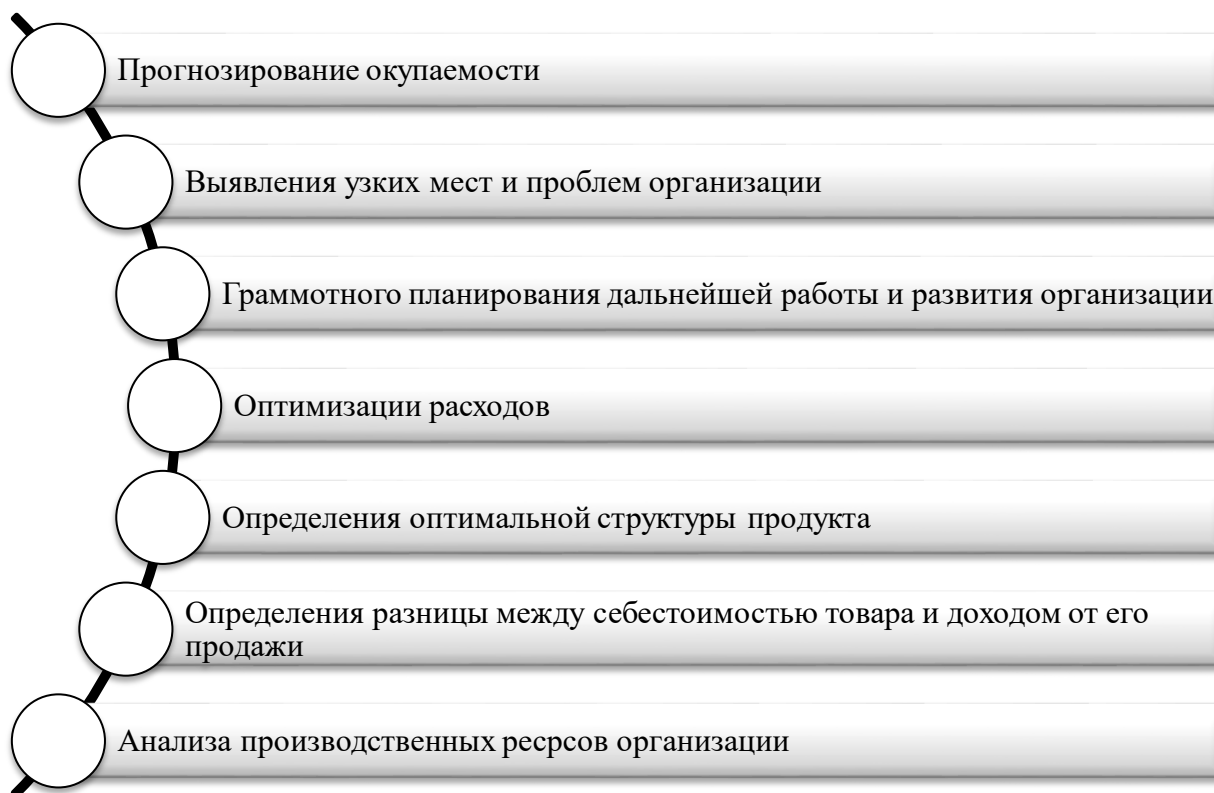 Прогнозирование окупаемости
Выявления узких мест и проблем организации
Граммотного планирования дальнейшей работы и развития организации
Оптимизации расходов
Определения оптимальной структуры продукта
Определения разницы между себестоимостью товара и доходом от его
продажи
Анализа производственных ресрсов организации